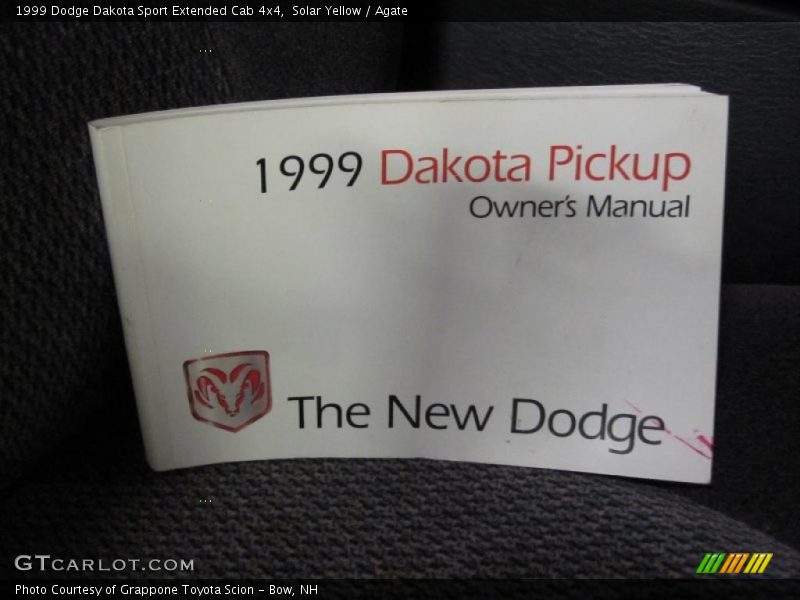 1999 Dodge Dakota Sport Extended Cab 4x4,  Solar Yellow / Agate
1999 Dakota Pickup
Owner's Manual
The New Dodge
GTCARLOT.COM
Photo Courtesy of Grappone Toyota Scion - Bow, NH